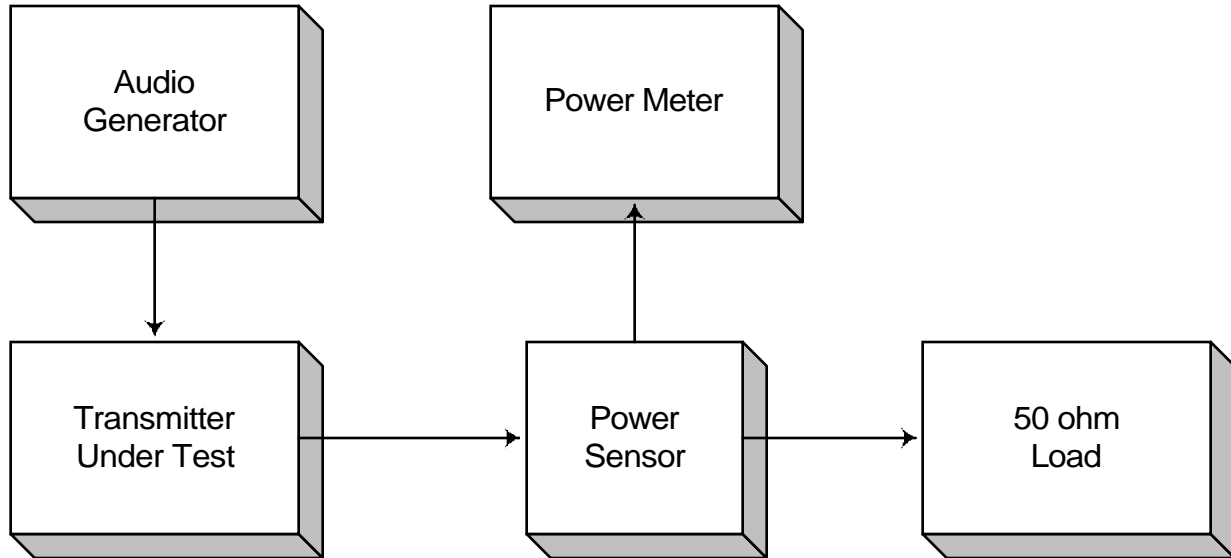 Audio
Generator
Power Meter
Transmitter
Under Test
Power
Sensor
50 ohm
Load